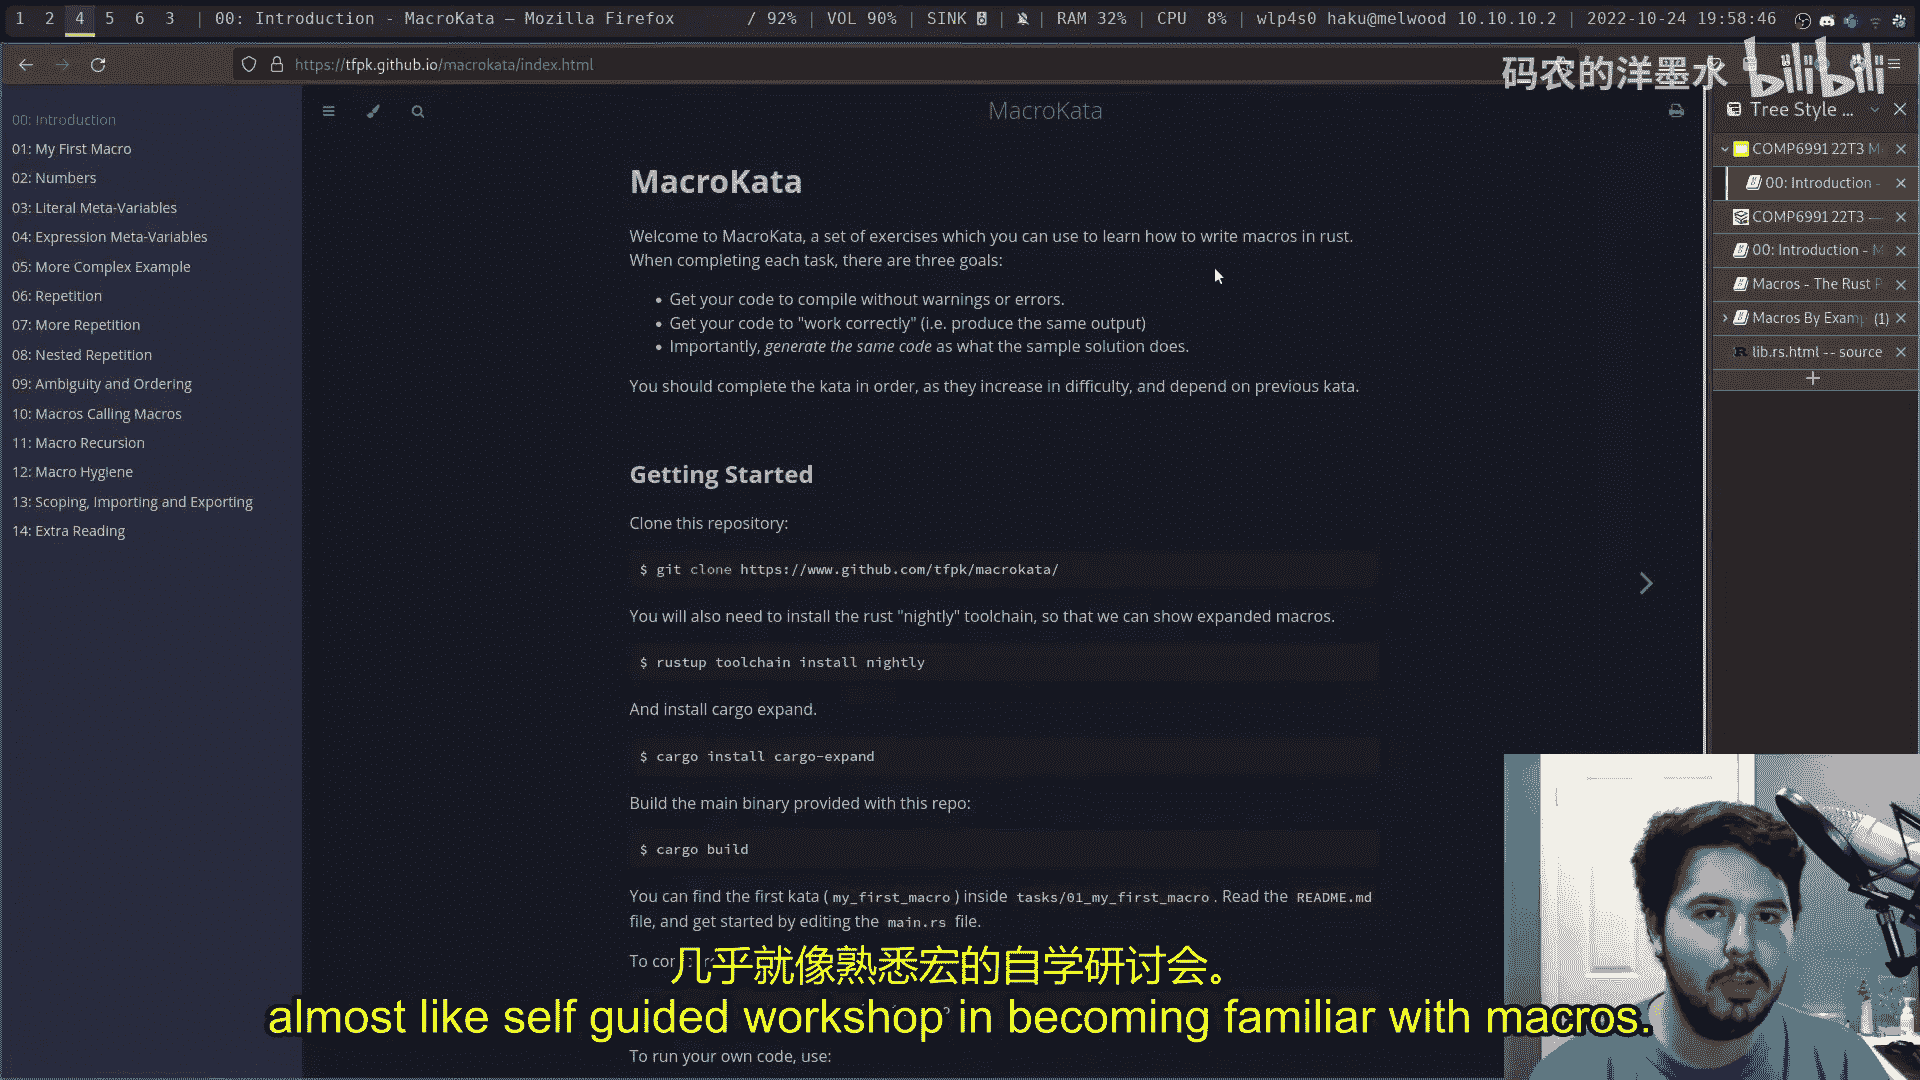 1 2 4 5 6 3 | 00: Introduction - MacroKata — Mozilla Firefox
/ 92% | VOL 90% | SINK | | RAM 32% | CPU 8% | wlp4s0 haku@melwood 10.10.10.2 | 2022-10-24 19:58:46
https://tfpk.github.io/macrokata/index.html
码农的洋墨水 bilibili
00: Introduction
01: My First Macro
02: Numbers
03: Literal Meta-Variables
04: Expression Meta-Variables
05: More Complex Example
06: Repetition
07: More Repetition
08: Nested Repetition
09: Ambiguity and Ordering
10: Macros Calling Macros
11: Macro Recursion
12: Macro Hygiene
13: Scoping, Importing and Exporting
14: Extra Reading
MacroKata
MacroKata
Welcome to MacroKata, a set of exercises which you can use to learn how to write macros in rust.
When completing each task, there are three goals:
• Get your code to compile without warnings or errors.
• Get your code to "work correctly" (i.e. produce the same output)
• Importantly, generate the same code as what the sample solution does.
You should complete the kata in order, as they increase in difficulty, and depend on previous kata.
Getting Started
Clone this repository:
$ git clone https://www.github.com/tfpk/macrokata/
You will also need to install the rust "nightly" toolchain, so that we can show expanded macros.
$ rustup toolchain install nightly
And install cargo expand.
$ cargo install cargo-expand
Build the main binary provided with this repo:
$ cargo build
You can find the first kata (my_first_macro) inside tasks/01_my_first_macro. Read the README.md
file, and get started by editing the main.rs file.
To
To run your own code, use:
Tree Style ...
COMP6991 22T3 M
00: Introduction -
COMP6991 22T3 —
00: Introduction - M
Macros - The Rust P
Macros By Exam (1)
lib.rs.html -- source
几乎就像熟悉宏的自学研讨会。
almost like self guided workshop in becoming familiar with macros.